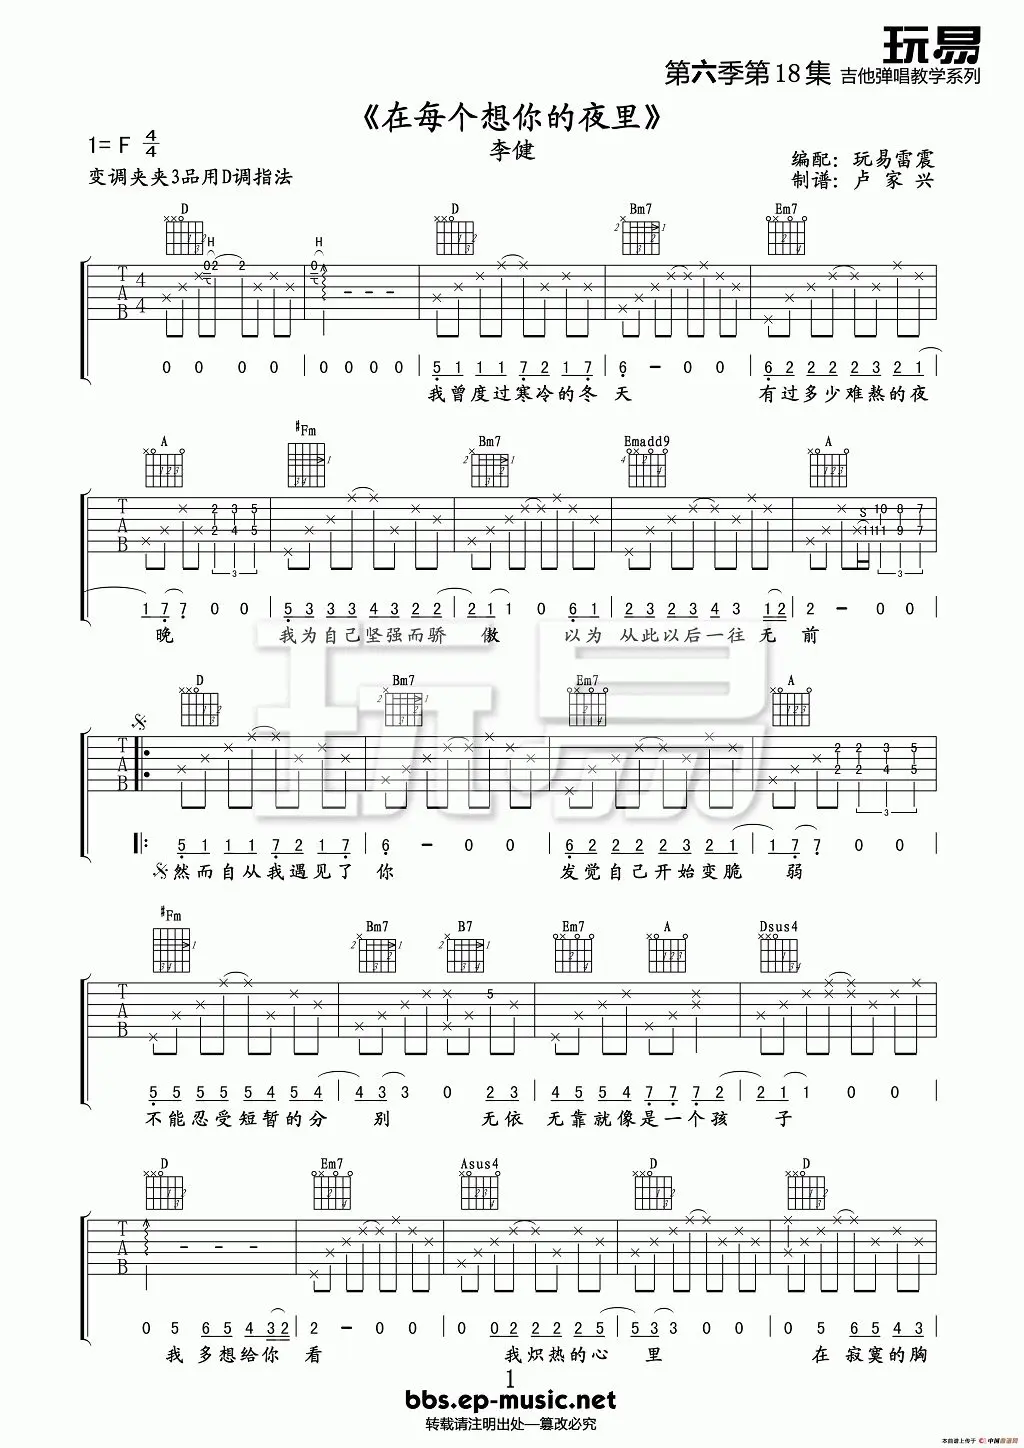 玩易
第六季第18集 吉他弹唱教学系列
《在每个想你的夜里》
李健
1= F 4/4
变调夹夹3品用D调指法
编配：玩易雷震
制谱：卢家兴
D D Bm7 Em7
H H
T A B 4 4
0 0 0 0 0 0 0 0 5 1 1 1 7 2 1 7 6 - 0 0 6 2 2 2 2 3 2 1
我曾度过寒冷的冬 天 有过多少难熬的夜
A #Fm Bm7 Emadd9 A
T A B
1 7 7 0 0 5 3 3 3 4 3 2 2 2 1 1 0 6 1 2 3 2 3 4 3 1 2 2 - 0 0
晚 我为自己坚强而骄 傲 以为 从此以后一往无 前
D Bm7 Em7 A
T A B
5 1 1 1 7 2 1 7 6 - 0 0 6 2 2 2 2 3 2 1 1 7 7 0 0
然而自从我遇见了 你 发觉自己开始变脆 弱
#Fm Bm7 B7 Em7 A Dsus4
T A B
5 5 5 5 5 4 5 4 4 3 3 0 2 3 4 5 5 4 7 7 7 2 2 1 1 0 0
不能忍受短暂的分 别 无依 无靠就像是一个孩 子
D Em7 Asus4 D D
T A B
0 5 6 5 4 3 2 2 - 0 0 0 0 2 2 2 2 5 5 3 3 0 0 0 5 6 5 4 3
我 多想给你 看 我炽热的心 里 在 寂寞的胸
1
bbs.ep-music.net
转载请注明出处—篡改必究
本曲谱上传于 中国曲谱网